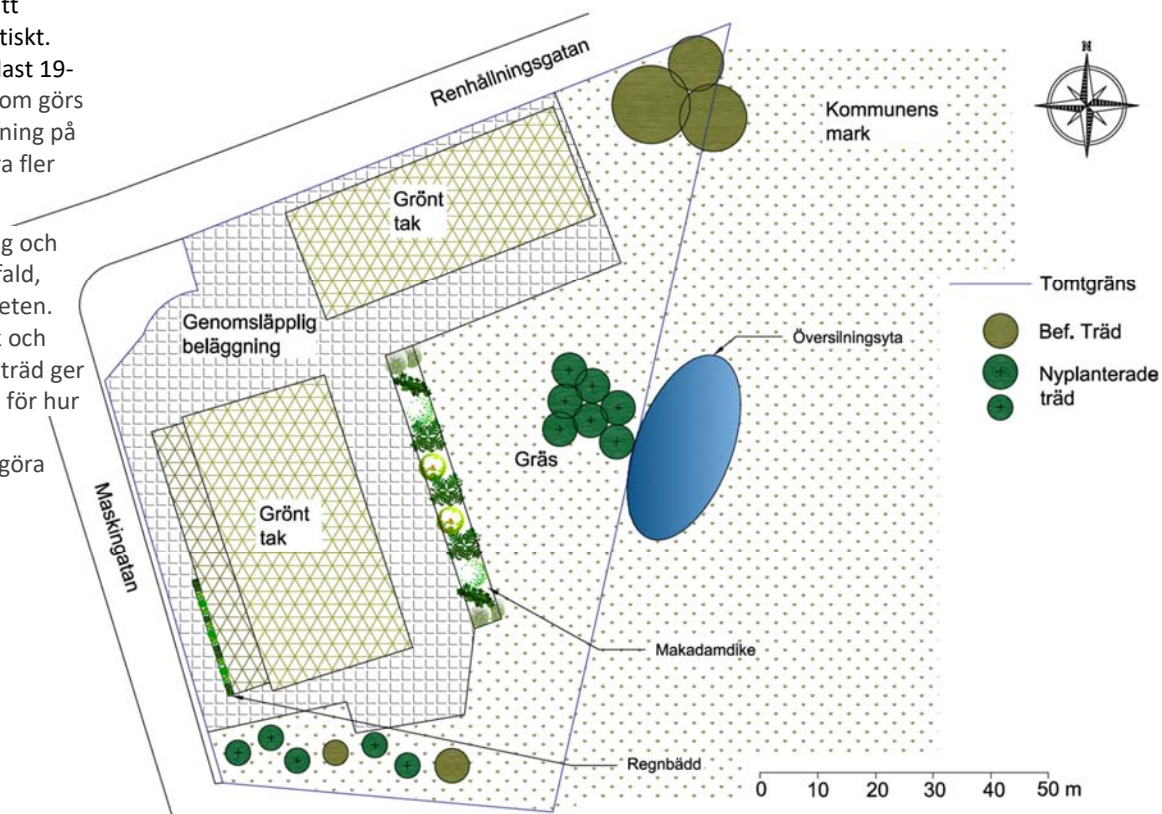 tt
tiskt.
last 19-
om görs
ning på
ra fler
g och
fald,
eten.
k och
träd ger
för hur
göra
Renhållningsgatan
N
Kommunens
mark
Grönt
tak
Tomtgräns
Genomsläpplig
beläggning
Översilningsyta
Bef. Träd
Nyplanterade
träd
Gräs
Maskingatan
Grönt
tak
Makadamdike
Regnbädd
0 10 20 30 40 50 m